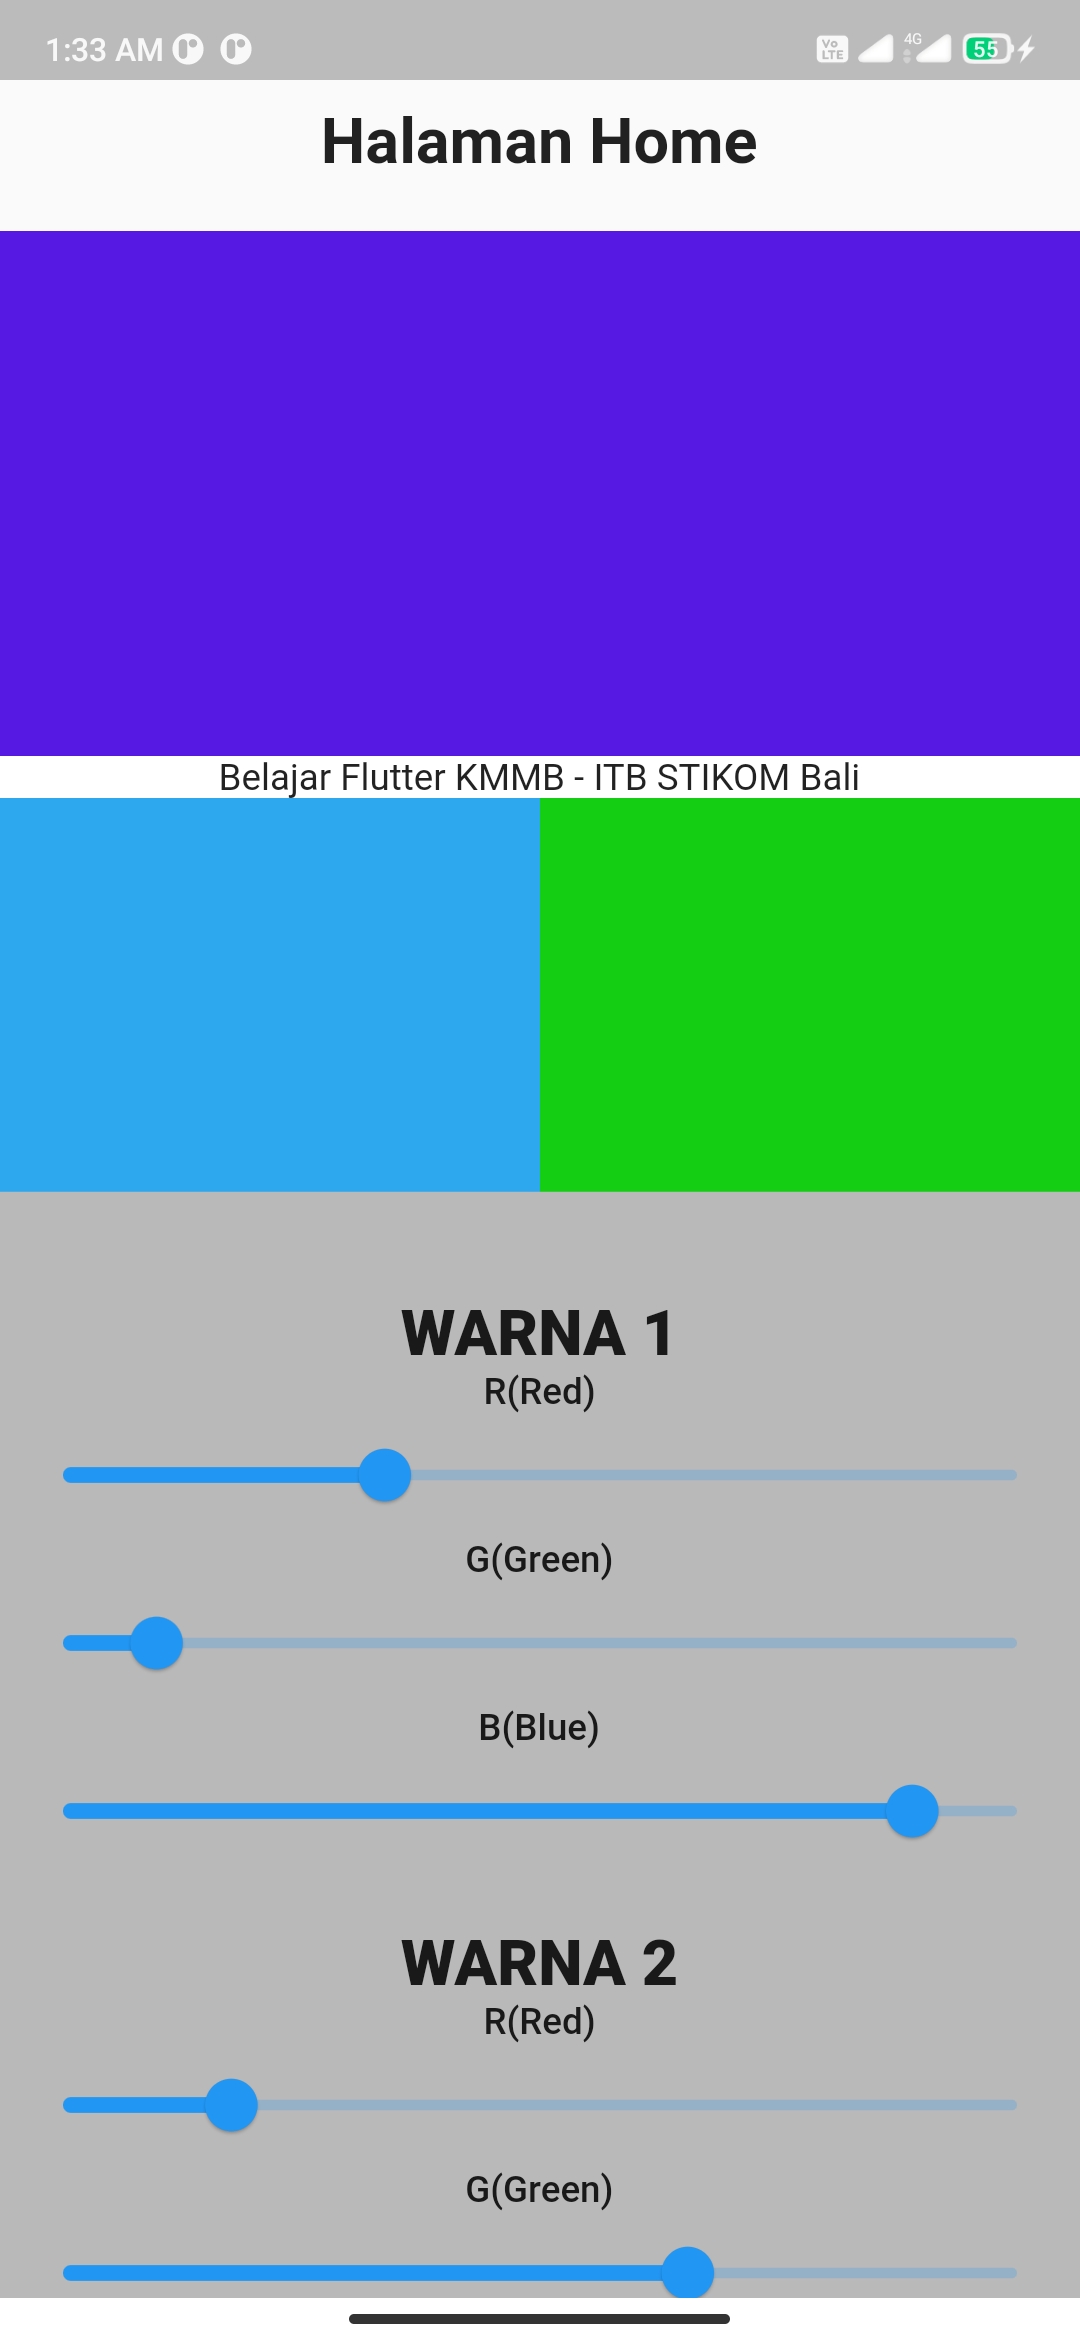 1:33 AM
Vo
LTE
4G
55
Halaman Home
Belajar Flutter KMMB - ITB STIKOM Bali
WARNA 1
R(Red)
G(Green)
B(Blue)
WARNA 2
R(Red)
G(Green)